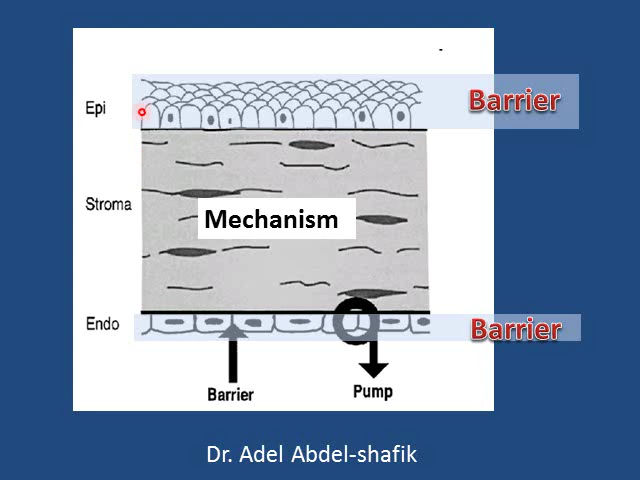 Epi
Barrier
Stroma
Mechanism
Endo
Barrier
Barrier
Pump
Dr. Adel Abdel-shafik